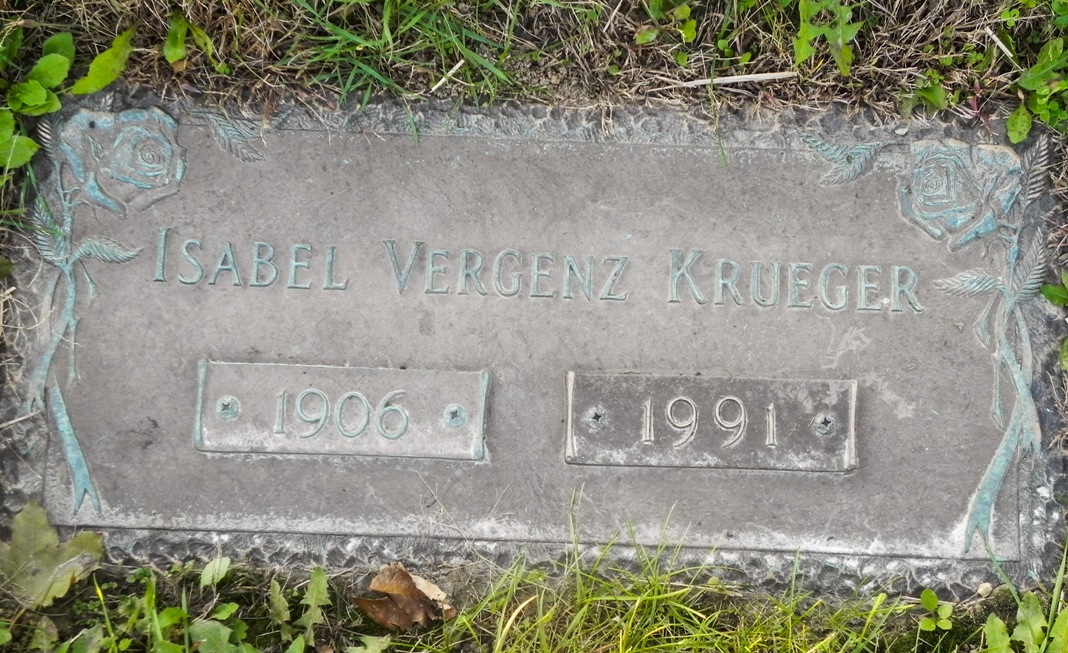 ISABEL VERGENZ KRUEGER
1906 1991